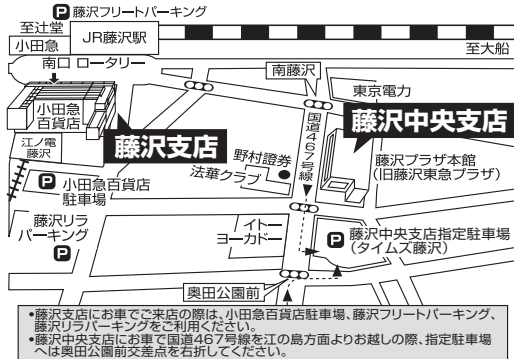 P 藤沢フリートパーキング
至辻堂
JR藤沢駅
小田急
至大船
南口 ロータリー
南藤沢
東京電力
小田急
百貨店
藤沢支店
国道467号線
藤沢中央支店
江ノ電
藤沢
野村證券
法華クラブ
藤沢プラザ本館
(旧藤沢東急プラザ)
P 小田急百貨店
駐車場
藤沢リラ
パーキング
P
イトー
ヨーカドー
P 藤沢中央支店指定駐車場
(タイムズ藤沢)
奥田公園前
•藤沢支店にお車でご来店の際は、小田急百貨店駐車場、藤沢フリートパーキング、
藤沢リラパーキングをご利用ください。
•藤沢中央支店にお車で国道467号線を江の島方面よりお越しの際、指定駐車場
へは奥田公園前交差点を右折してください。